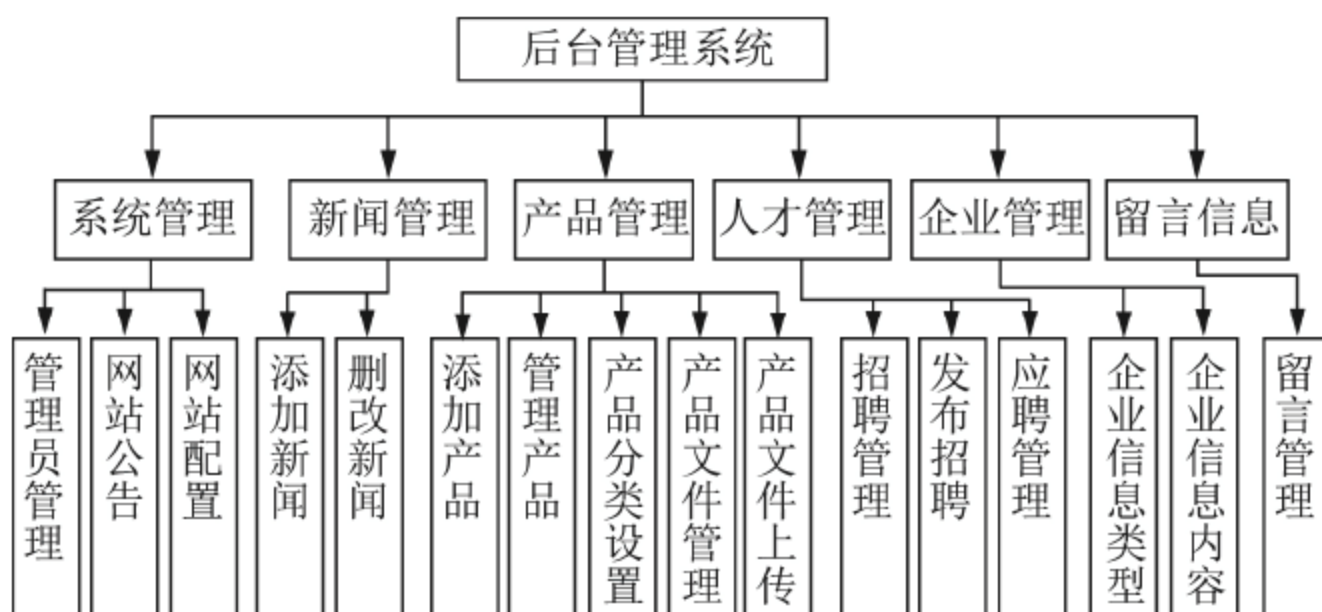 后台管理系统
系统管理
新闻管理
产品管理
人才管理
企业管理
留言信息
管理员管理
网站公告
网站配置
添加新闻
删改新闻
添加产品
管理产品
产品分类设置
产品文件管理
产品文件上传
招聘管理
发布招聘
应聘管理
企业信息类型
企业信息内容
留言管理